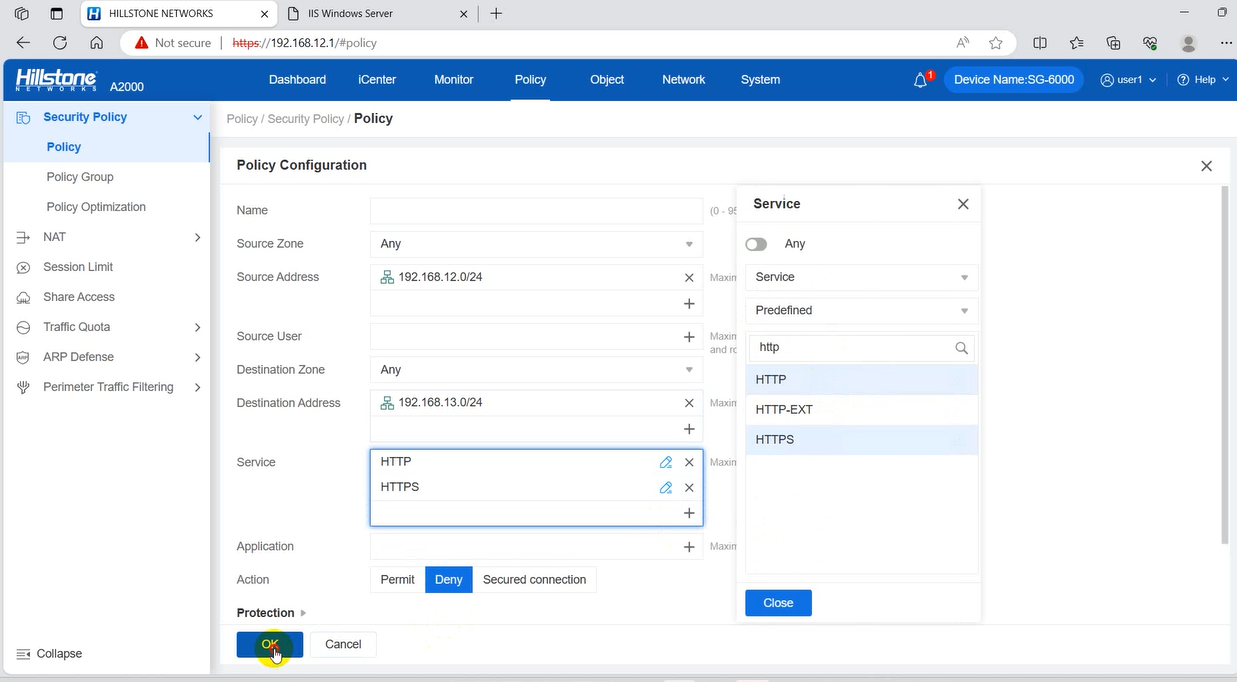 HILLSTONE NETWORKS
IIS Windows Server
Not secure
https://192.168.12.1/#policy
Hillstone
NETWORKS
A2000
Dashboard
iCenter
Monitor
Policy
Object
Network
System
1
Device Name:SG-6000
user1
Help
Security Policy
Policy
Policy Group
Policy Optimization
NAT
Session Limit
Share Access
Traffic Quota
ARP Defense
Perimeter Traffic Filtering
Collapse
Policy / Security Policy / Policy
Policy Configuration
Name
(0 - 95
Source Zone
Any
Source Address
192.168.12.0/24
Maxin
Source User
Maxin
and ro
Destination Zone
Any
Destination Address
192.168.13.0/24
Maxin
Service
HTTP
Maxin
HTTPS
Application
Maxin
Action
Permit
Deny
Secured connection
Protection
OK
Cancel
Service
Any
Service
Predefined
http
HTTP
HTTP-EXT
HTTPS
Close